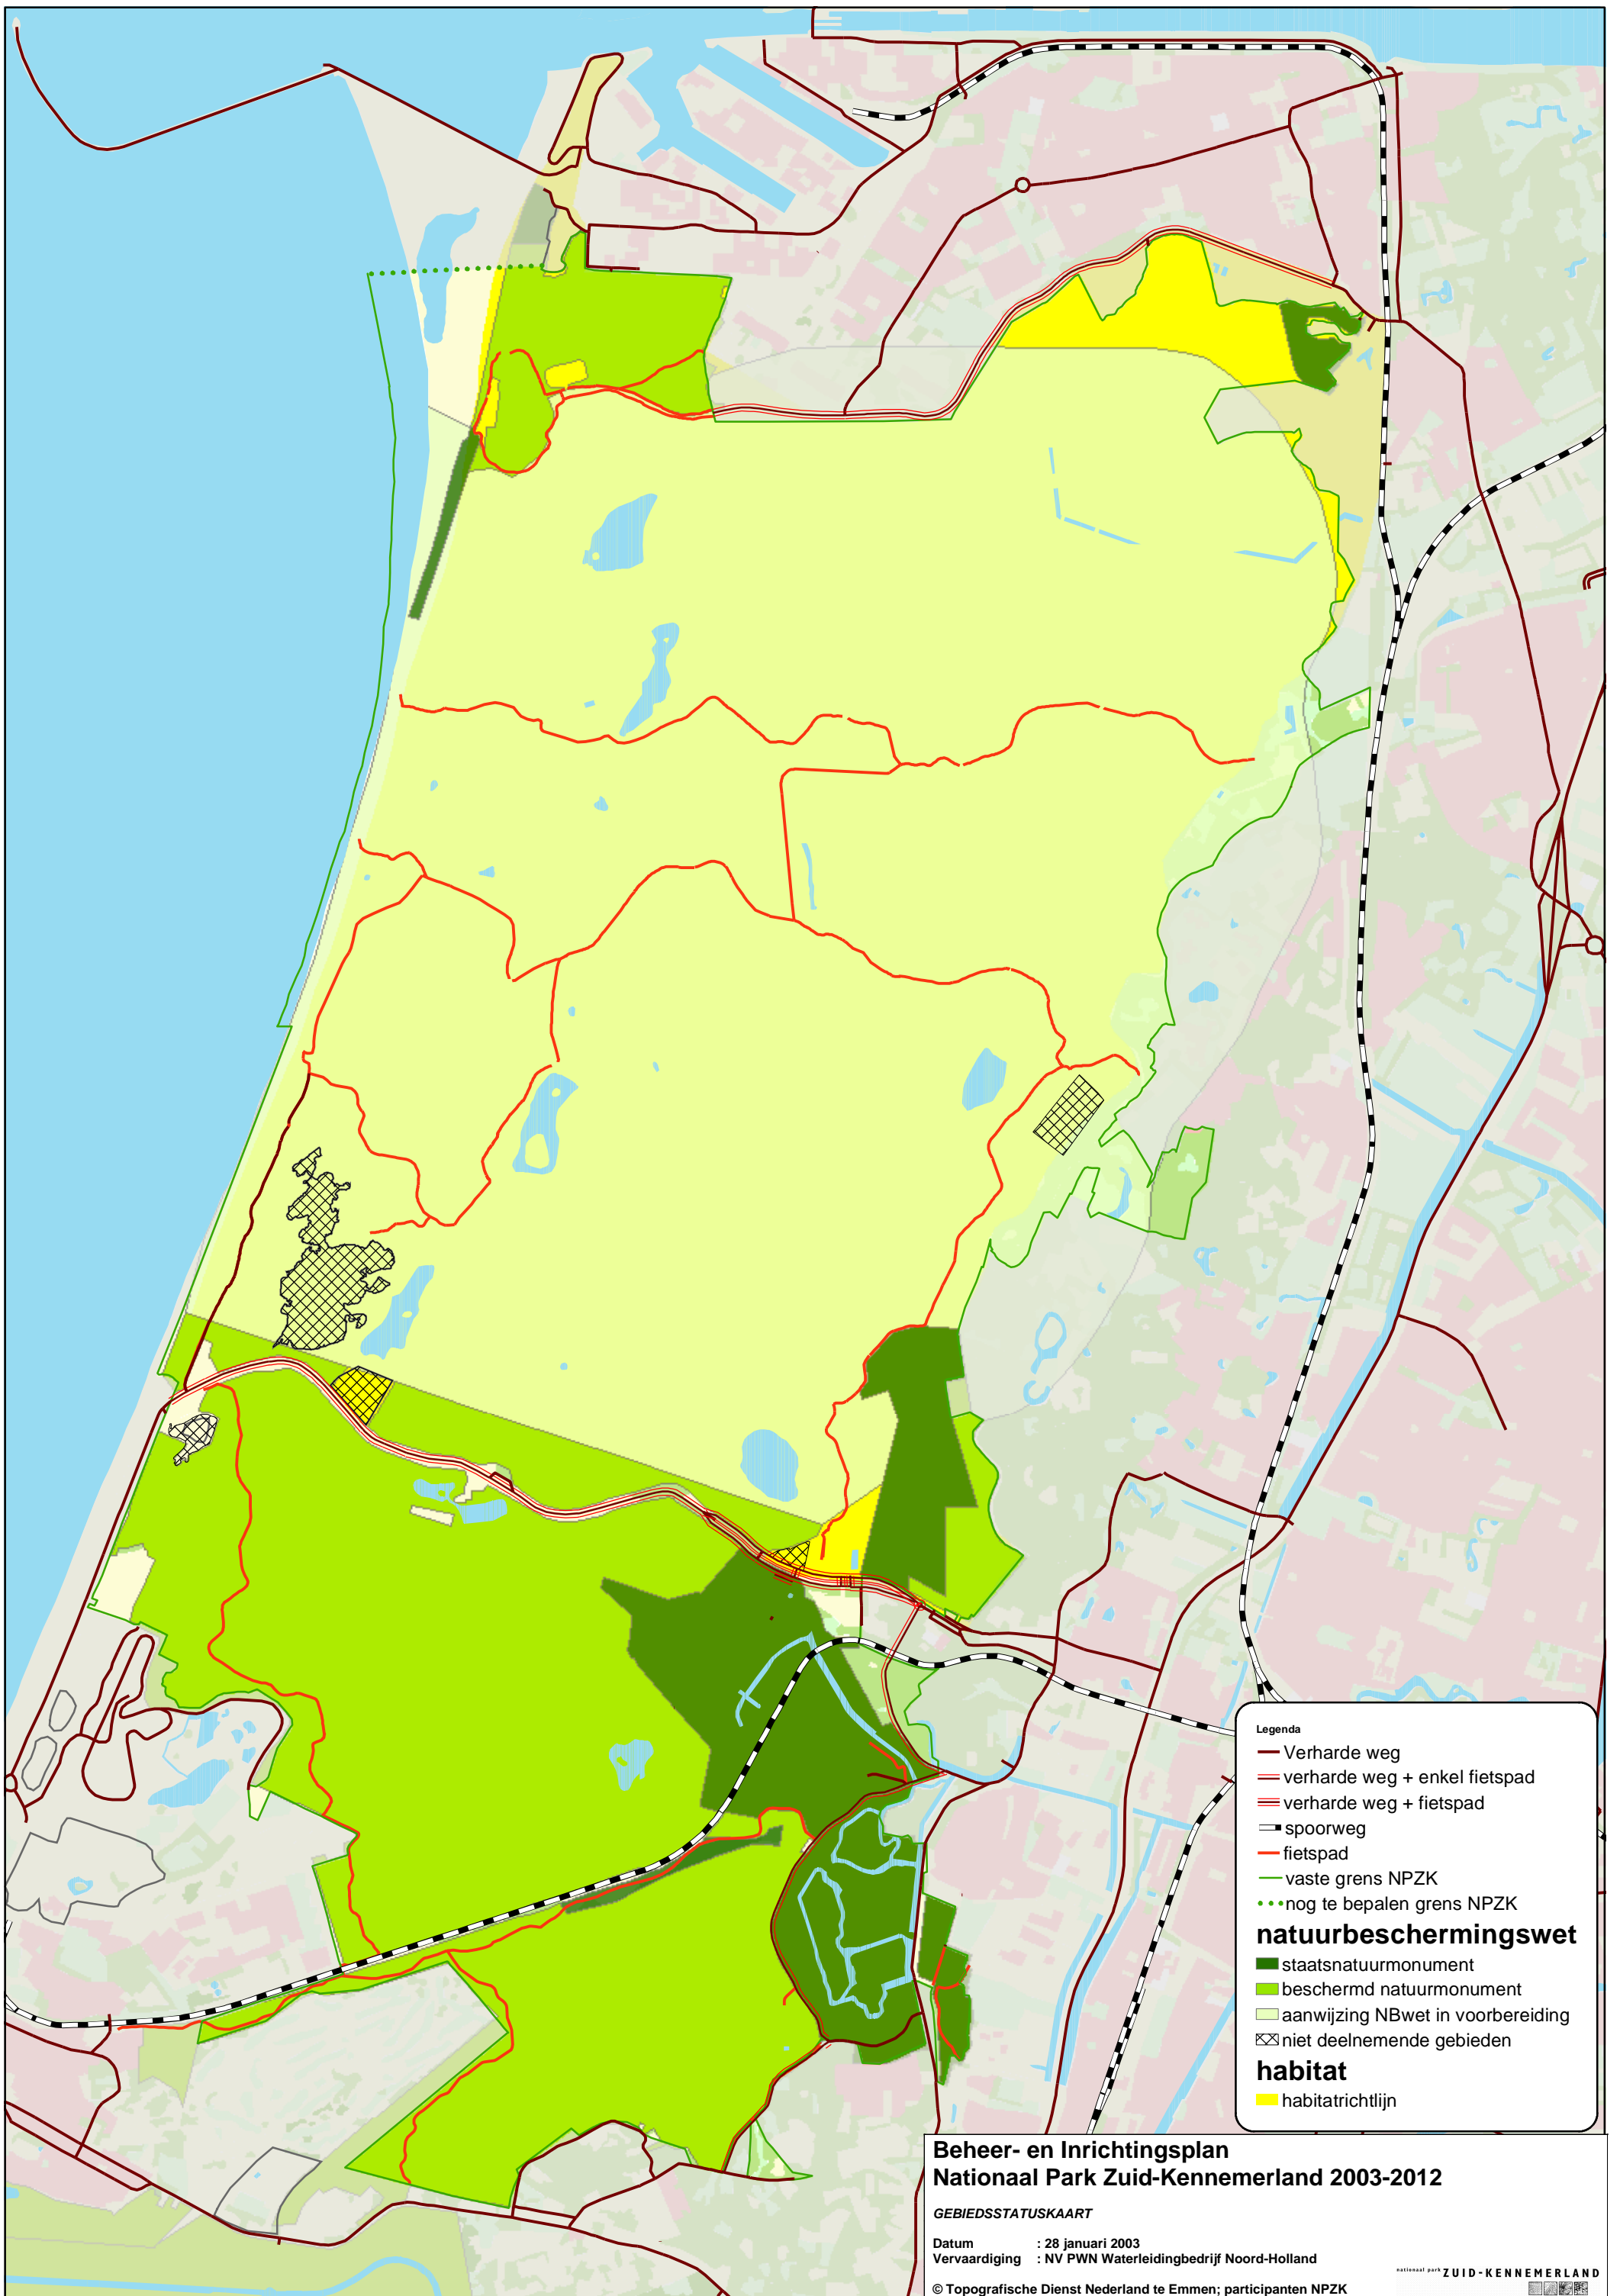 Legenda
Verharde weg
verharde weg + enkel fietspad
verharde weg + fietspad
spoorweg
fietspad
vaste grens NPZK
nog te bepalen grens NPZK
natuurbeschermingswet
staatsnatuurmonument
beschermd natuurmonument
aanwijzing NBwet in voorbereiding
niet deelnemende gebieden
habitat
habitatrichtlijn
Beheer- en Inrichtingsplan
Nationaal Park Zuid-Kennemerland 2003-2012
GEBIEDSSTATUSKAART
Datum : 28 januari 2003
Vervaardiging : NV PWN Waterleidingbedrijf Noord-Holland
nationaal park ZUID-KENNEMERLAND
© Topografische Dienst Nederland te Emmen; participanten NPZK